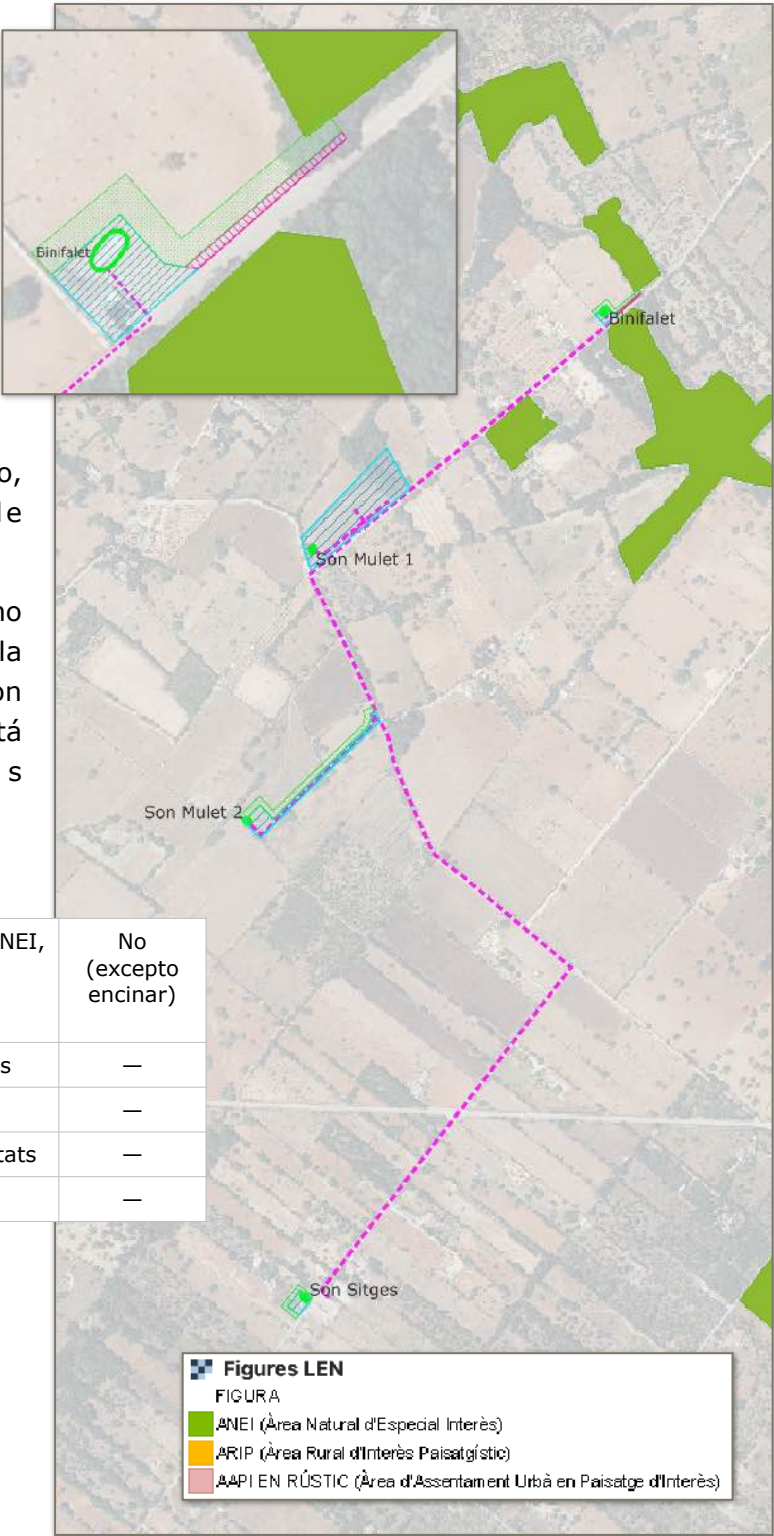 Binifalet
Binifalet
o,
le
Son Mulet 1
no
la
on
tá
s
Son Mulet 2
NEI,
No
(excepto
encinar)
s
—
—
tats
—
—
Son Sitges
Figures LEN
FIGURA
ANEI (Àrea Natural d'Especial Interès)
ARIP (Àrea Rural d'Interès Paisatgístic)
AAPI EN RÚSTIC (Àrea d'Assentament Urbà en Paisatge d'Interès)